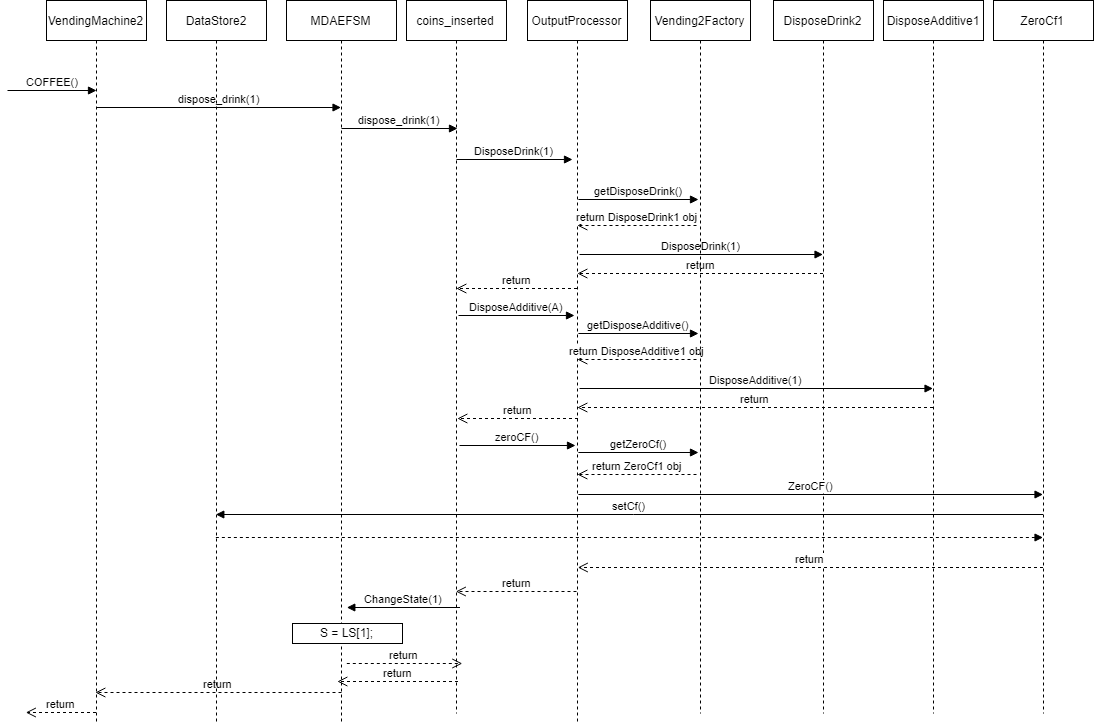 VendingMachine2
DataStore2
MDAEFSM
coins_inserted
OutputProcessor
Vending2Factory
DisposeDrink2
DisposeAdditive1
ZeroCf1
COFFEE()
dispose_drink(1)
dispose_drink(1)
DisposeDrink(1)
getDisposeDrink()
return DisposeDrink1 obj
DisposeDrink(1)
return
return
DisposeAdditive(A)
getDisposeAdditive()
return DisposeAdditive1 obj
DisposeAdditive(1)
return
return
zeroCF()
getZeroCf()
return ZeroCf1 obj
ZeroCF()
setCf()
return
return
ChangeState(1)
S = LS[1];
return
return
return
return